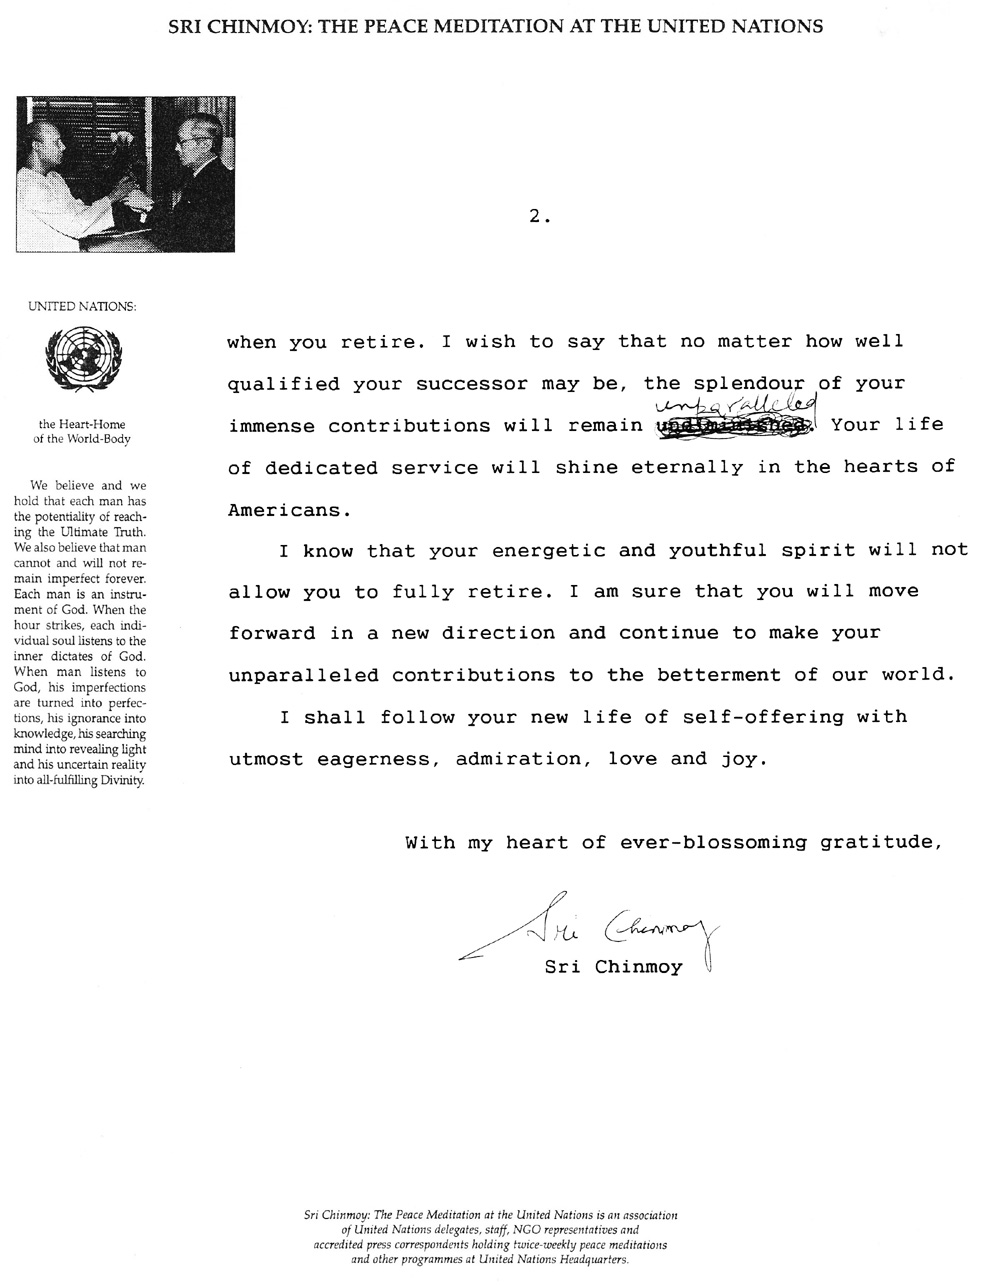 SRI CHINMOY: THE PEACE MEDITATION AT THE UNITED NATIONS
2.
UNITED NATIONS:
the Heart-Home
of the World-Body
We believe and we
hold that each man has
the potentiality of reach-
ing the Ultimate Truth.
We also believe that man
cannot and will not re-
main imperfect forever.
Each man is an instru-
ment of God. When the
hour strikes, each indi-
vidual soul listens to the
inner dictates of God.
When man listens to
God, his imperfections
are turned into perfec-
tions, his ignorance into
knowledge, his searching
mind into revealing light
and his uncertain reality
into all-fulfilling Divinity.
when you retire. I wish to say that no matter how well
qualified your successor may be, the splendour of your
unparalleled
immense contributions will remain undiminished. Your life
of dedicated service will shine eternally in the hearts of
Americans.
I know that your energetic and youthful spirit will not
allow you to fully retire. I am sure that you will move
forward in a new direction and continue to make your
unparalleled contributions to the betterment of our world.
I shall follow your new life of self-offering with
utmost eagerness, admiration, love and joy.
With my heart of ever-blossoming gratitude,
Sri Chinmoy
Sri Chinmoy
Sri Chinmoy: The Peace Meditation at the United Nations is an association
of United Nations delegates, staff, NGO representatives and
accredited press correspondents holding twice-weekly peace meditations
and other programmes at United Nations Headquarters.